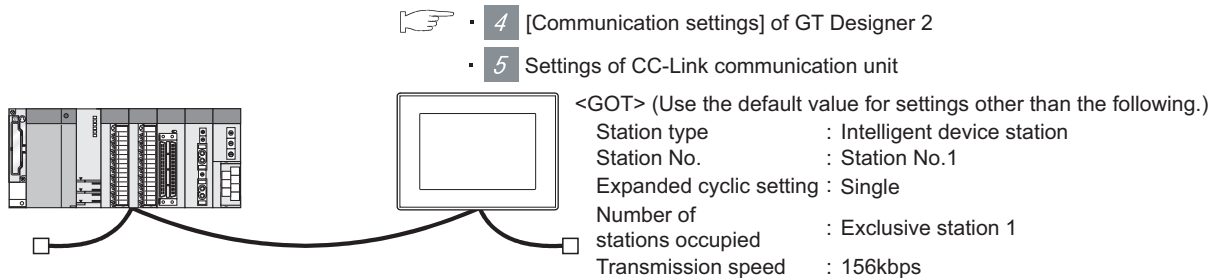 · 4 [Communication settings] of GT Designer 2
· 5 Settings of CC-Link communication unit
<GOT> (Use the default value for settings other than the following.)
Station type : Intelligent device station
Station No. : Station No.1
Expanded cyclic setting : Single
Number of
stations occupied : Exclusive station 1
Transmission speed : 156kbps